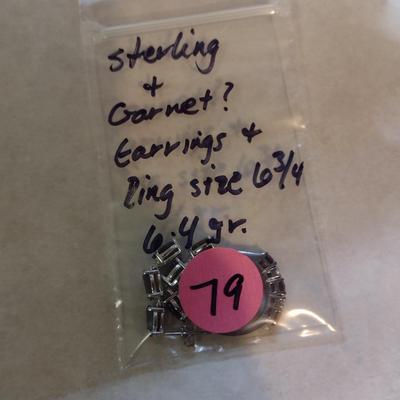 sterling
+
Garnet?
Earrings +
Ring size 6 3/4
6.4 gr.
79